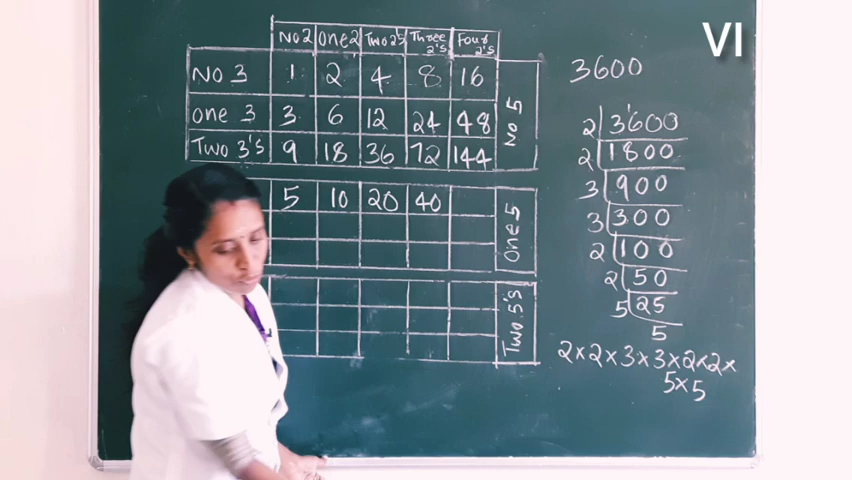 VI
No 2 One 2 Two 2's Three 2's Four 2's
No 3 1 2 4 8 16
one 3 3 6 12 24 48
Two 3's 9 18 36 72 144
No 5
5 10 20 40
One 5
Two 5's
3600
2 3600
2 1800
3 900
3 300
2 100
2 50
5 25
5
2×2×3×3×2×2×
5×5